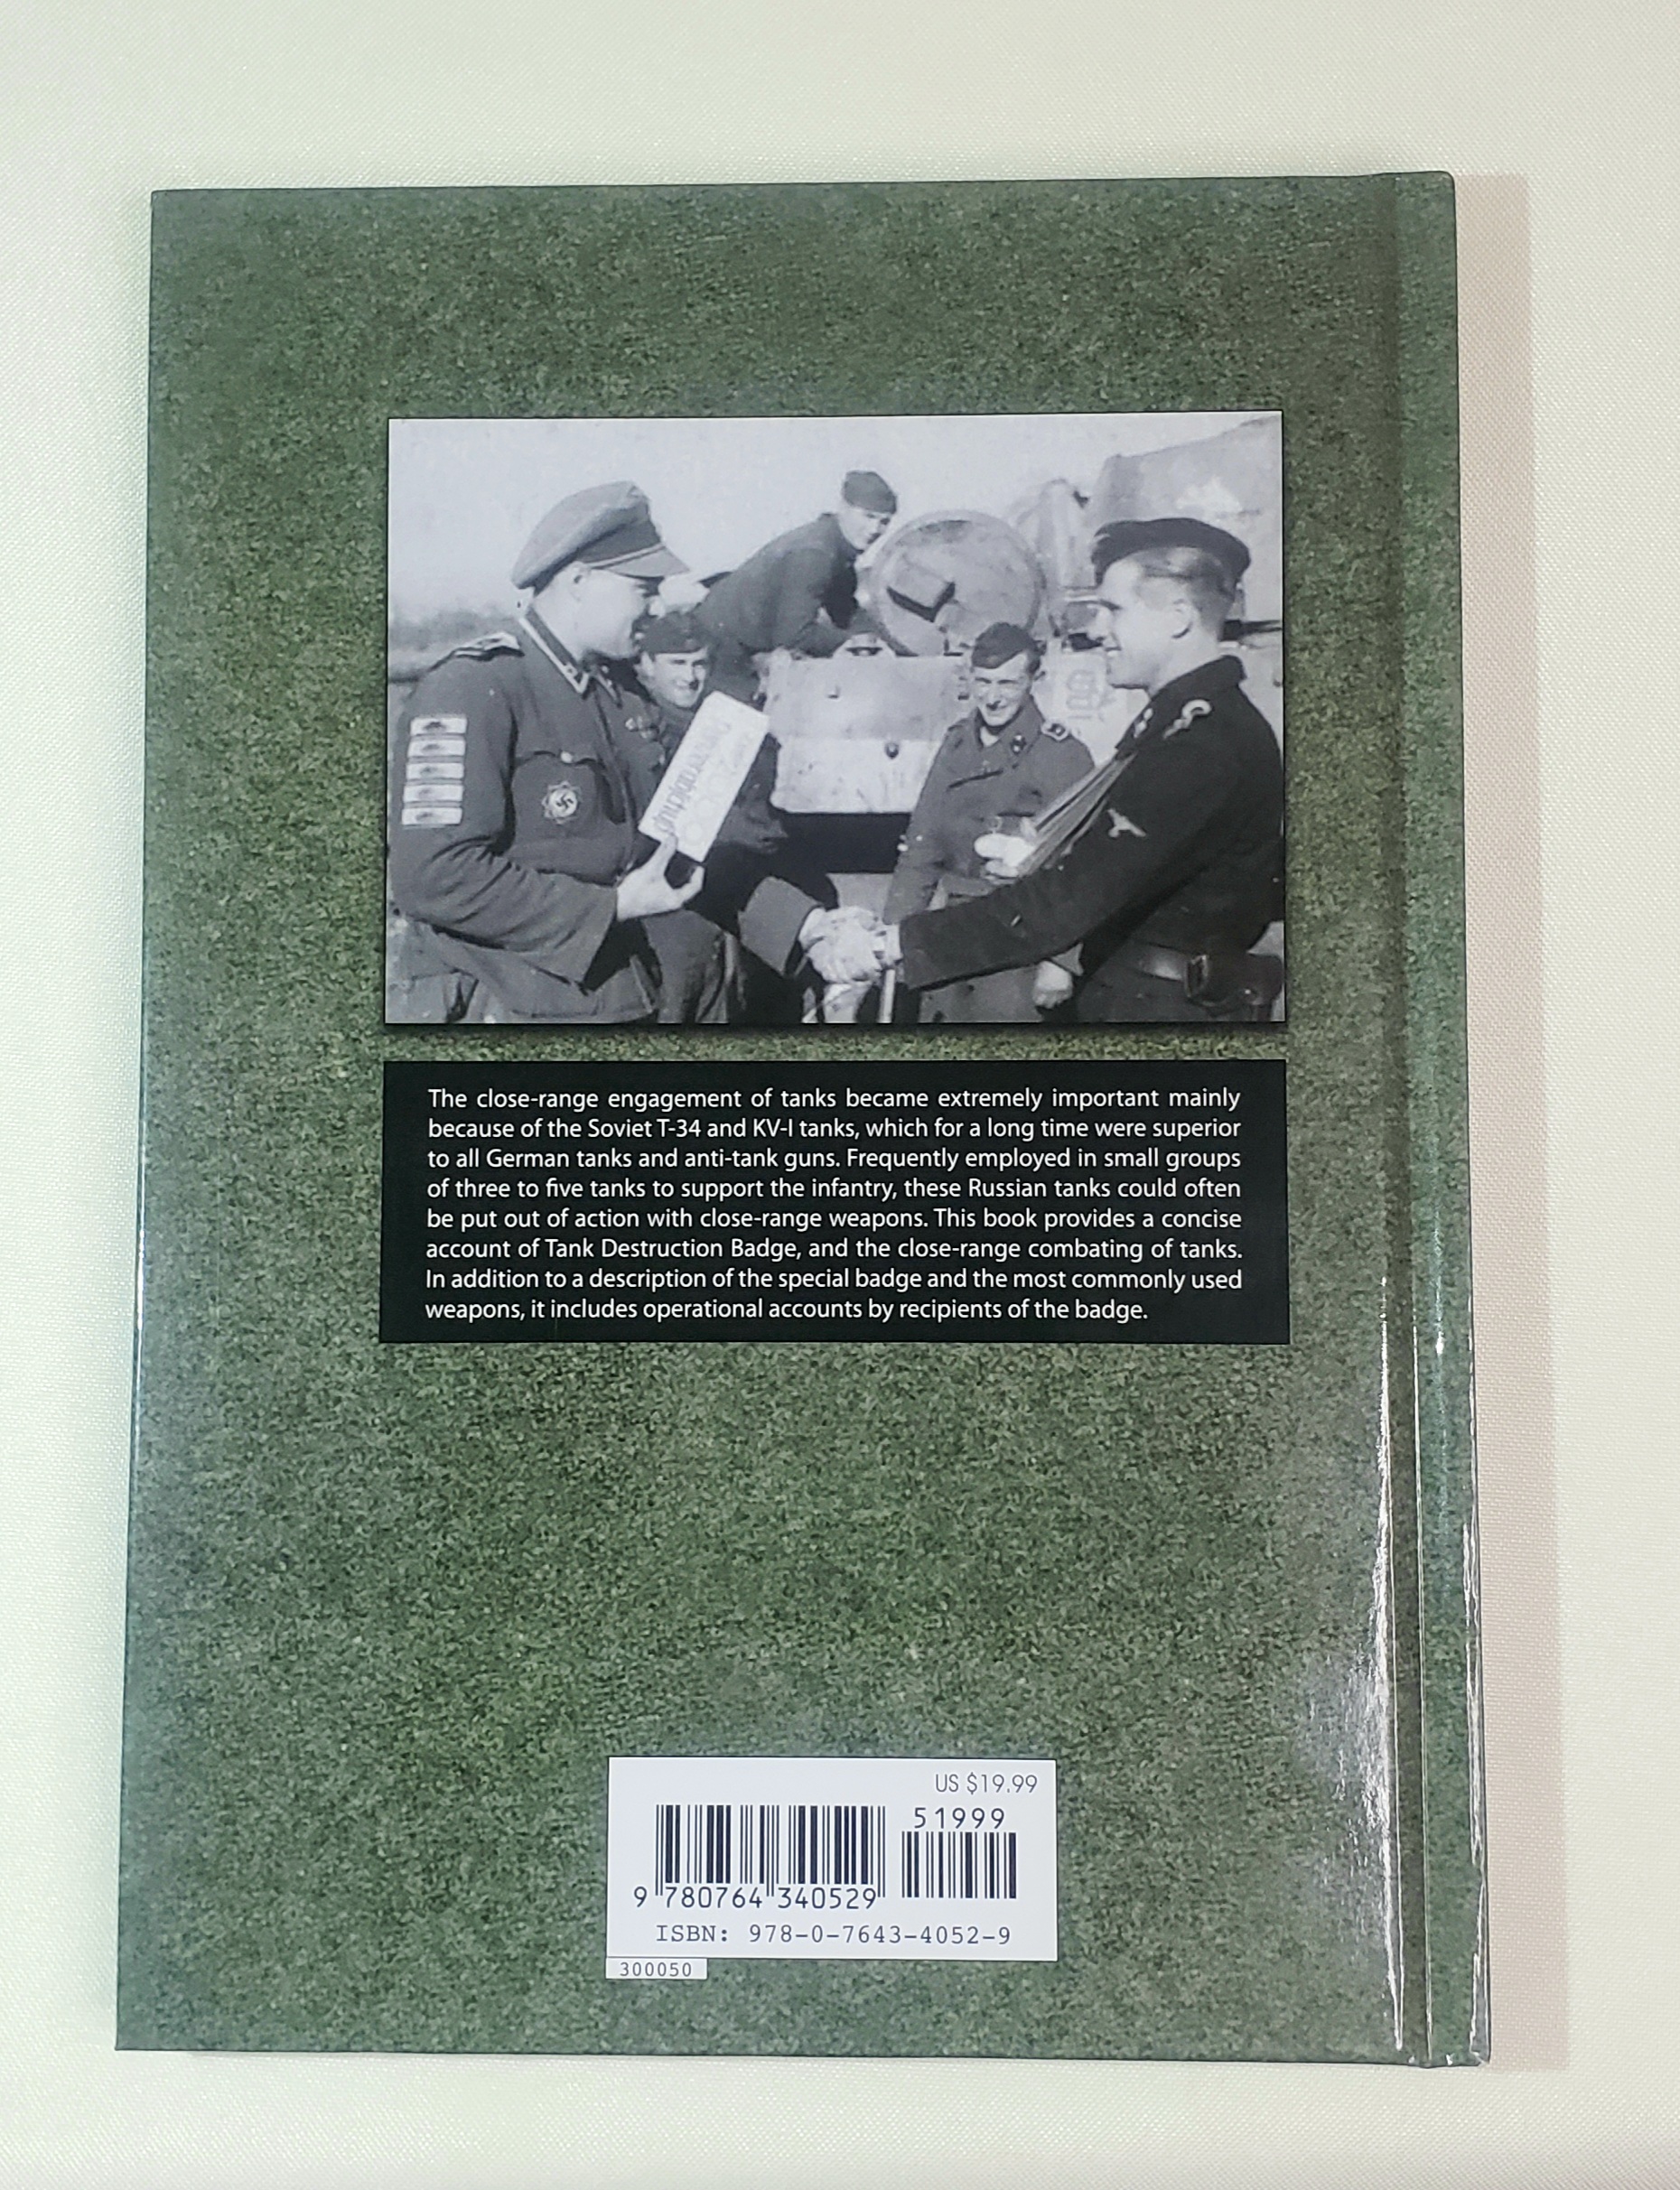 The close-range engagement of tanks became extremely important mainly
because of the Soviet T-34 and KV-I tanks, which for a long time were superior
to all German tanks and anti-tank guns. Frequently employed in small groups
of three to five tanks to support the infantry, these Russian tanks could often
be put out of action with close-range weapons. This book provides a concise
account of Tank Destruction Badge, and the close-range combating of tanks.
In addition to a description of the special badge and the most commonly used
weapons, it includes operational accounts by recipients of the badge.
US $19.99
51999
9 780764 340529
ISBN: 978-0-7643-4052-9
300050